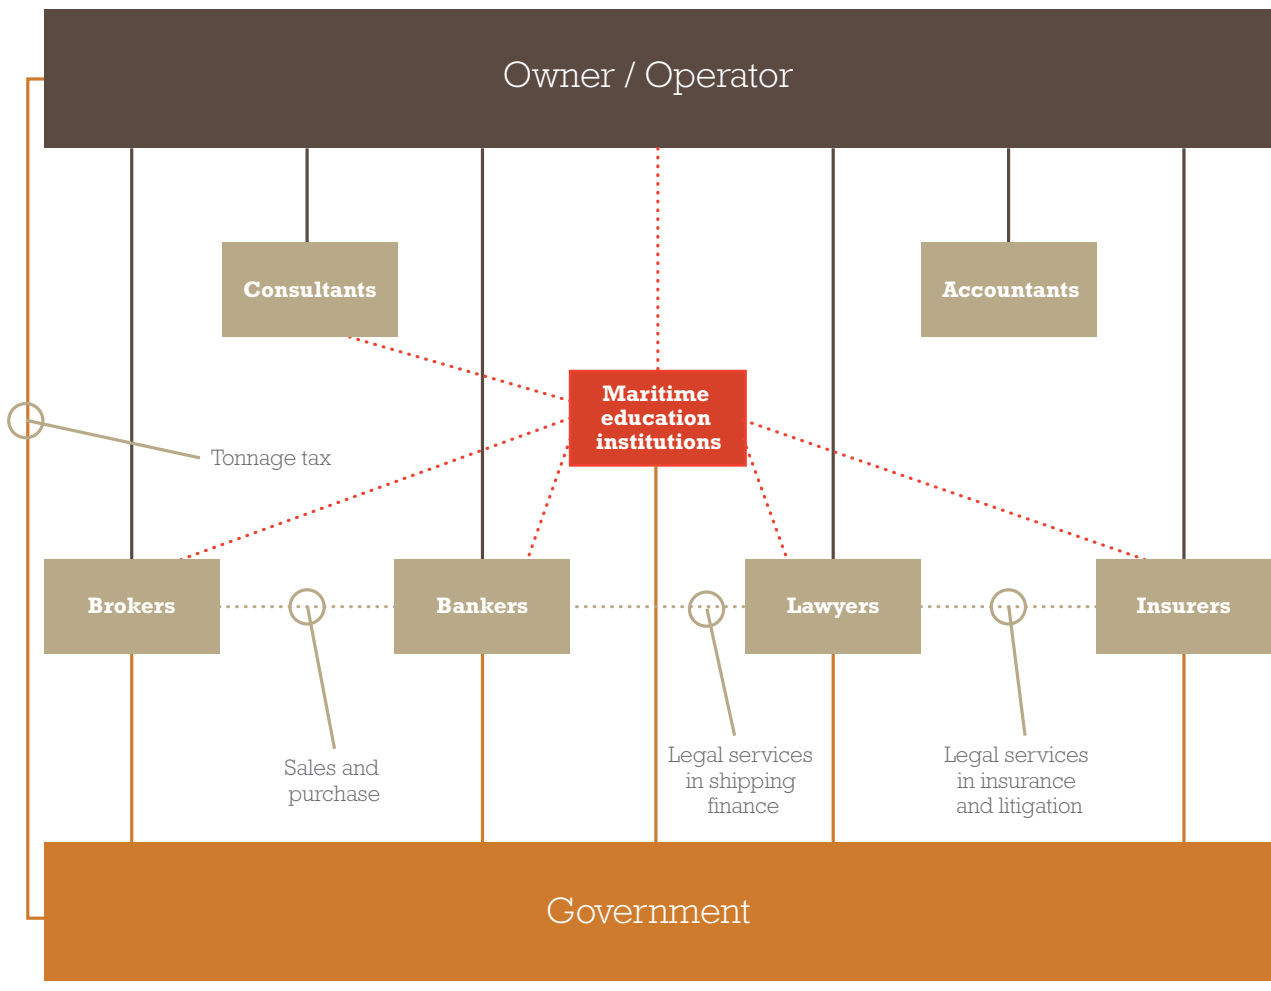 Owner / Operator
Consultants
Accountants
Maritime
education
institutions
Tonnage tax
Brokers
Bankers
Lawyers
Insurers
Sales and
purchase
Legal services
in shipping
finance
Legal services
in insurance
and litigation
Government